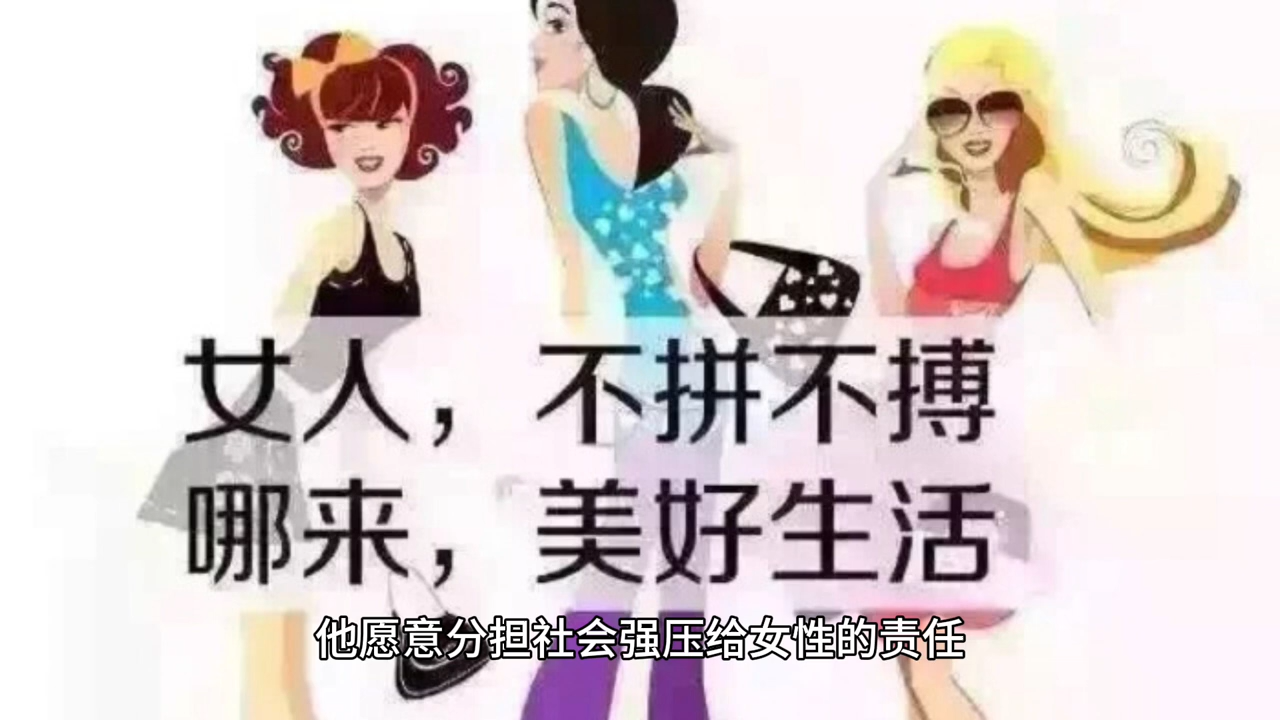 女人，不拼不搏
哪来，美好生活
他愿意分担社会强压给女性的责任